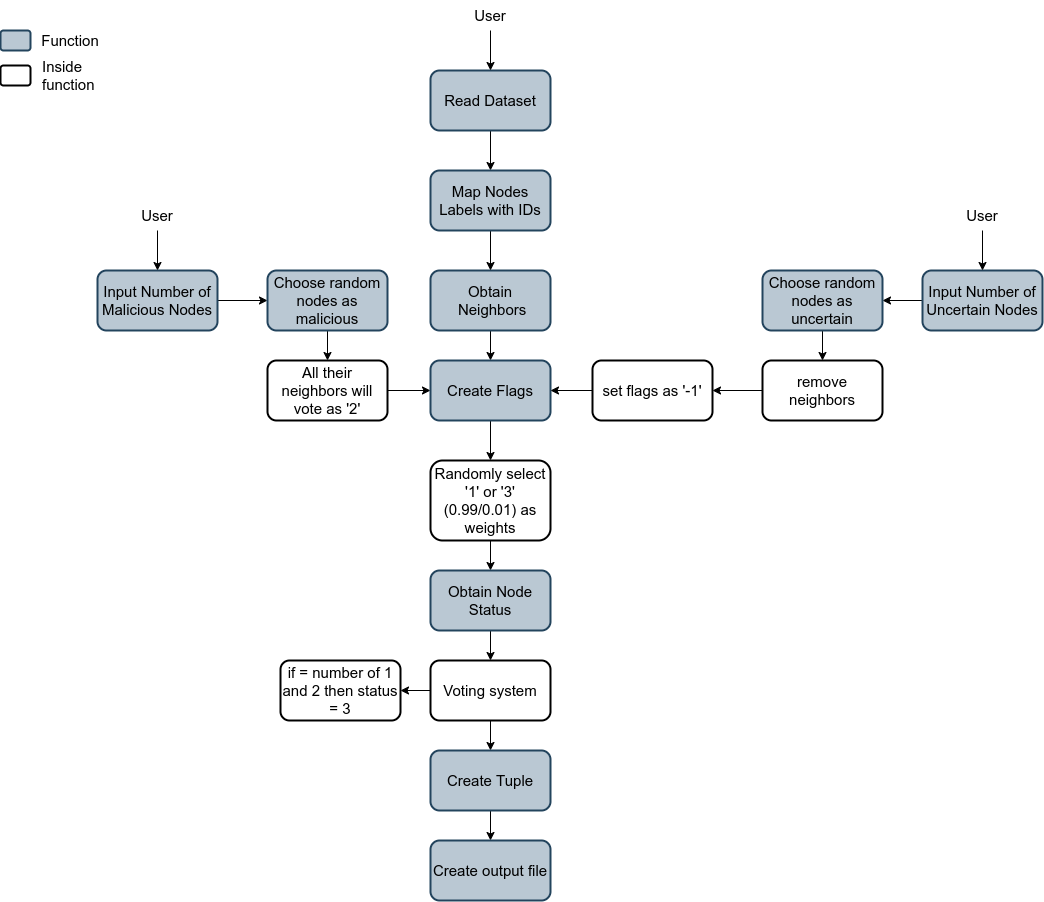 User
Function
Inside
function
Read Dataset
Map Nodes
Labels with IDs
User
User
Input Number of
Malicious Nodes
Choose random
nodes as
malicious
Obtain
Neighbors
Choose random
nodes as
uncertain
Input Number of
Uncertain Nodes
All their
neighbors will
vote as '2'
Create Flags
set flags as '-1'
remove
neighbors
Randomly select
'1' or '3'
(0.99/0.01) as
weights
Obtain Node
Status
if = number of 1
and 2 then status
= 3
Voting system
Create Tuple
Create output file